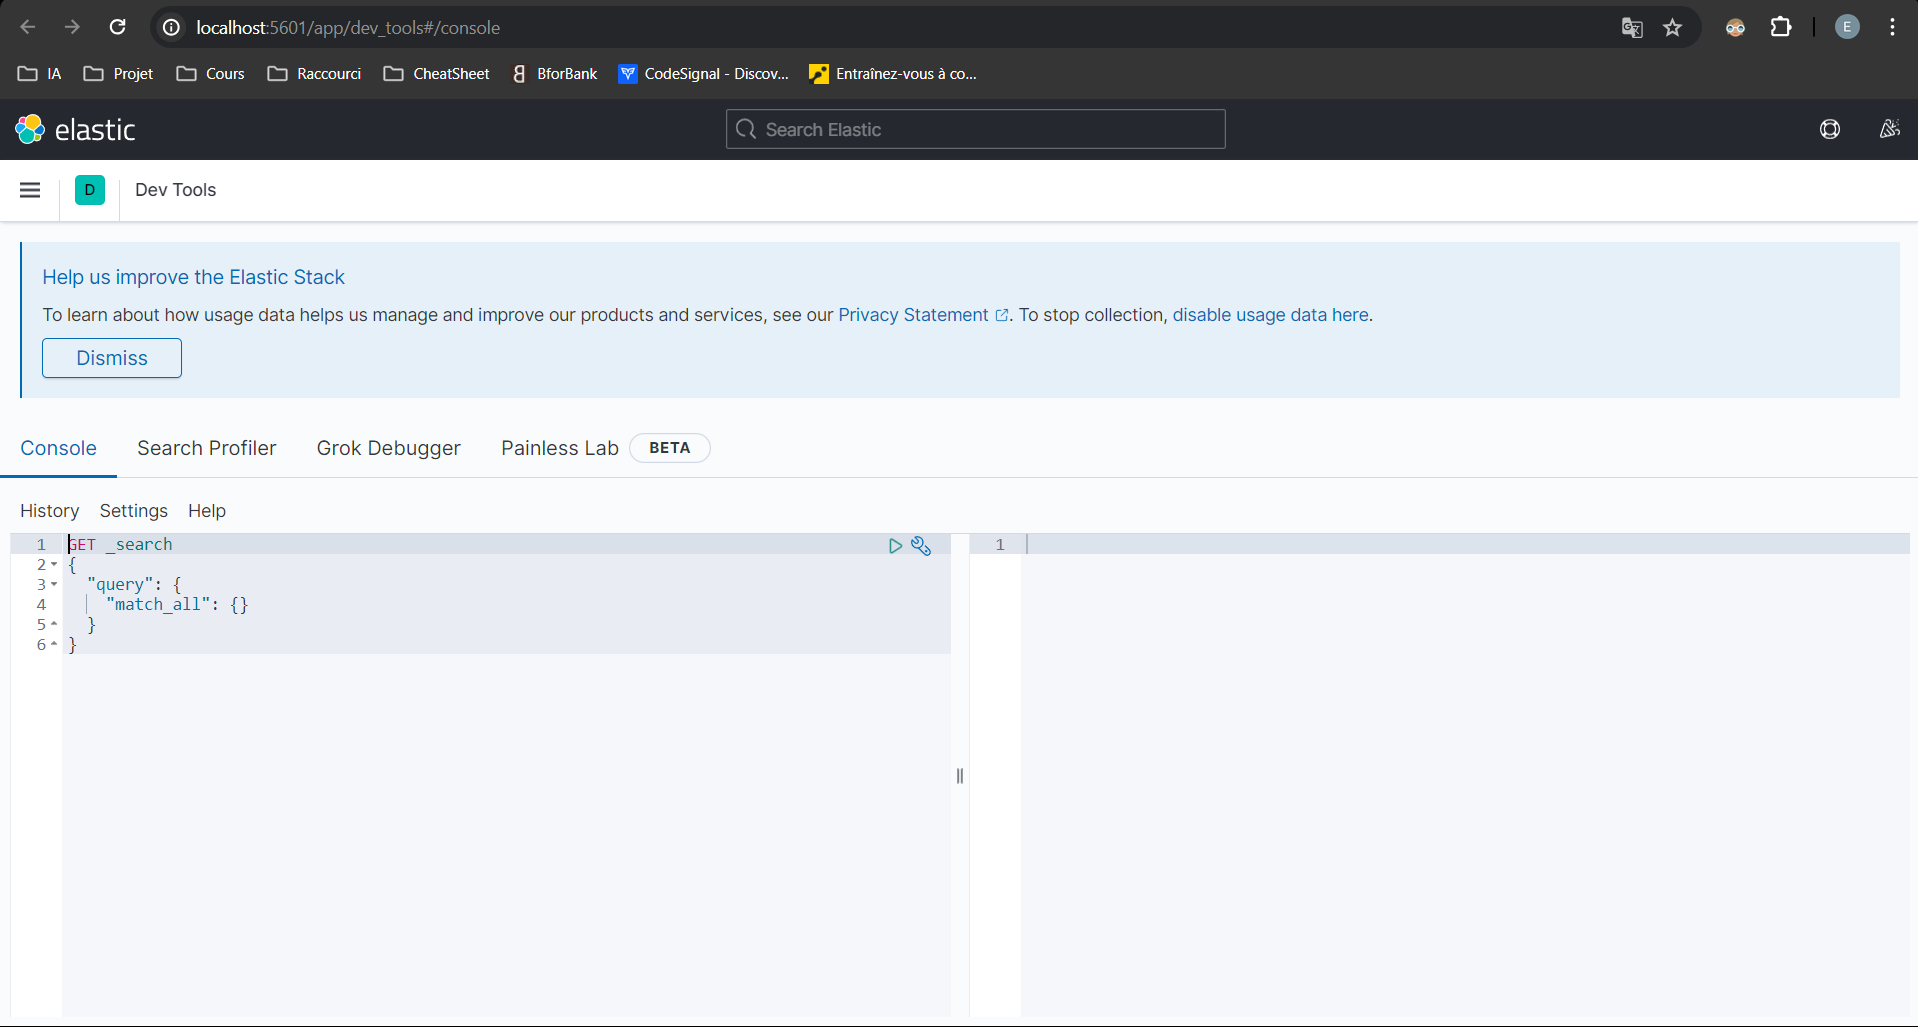 localhost:5601/app/dev_tools#/console
E
IA Projet Cours Raccourci CheatSheet BforBank CodeSignal - Discov... Entraînez-vous à co...
elastic Search Elastic
D Dev Tools
Help us improve the Elastic Stack
To learn about how usage data helps us manage and improve our products and services, see our Privacy Statement. To stop collection, disable usage data here.
Dismiss
Console Search Profiler Grok Debugger Painless Lab BETA
History Settings Help
1 GET _search 1
2 {
3 "query": {
4 "match_all": {}
5 }
6 }